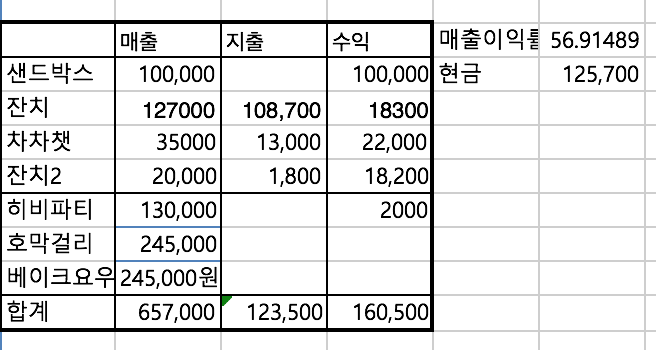 매출 지출 수익 매출이익률 56.91489
샌드박스 100,000 100,000 현금 125,700
잔치 127000 108,700 18300
차차챗 35000 13,000 22,000
잔치2 20,000 1,800 18,200
히비파티 130,000 2000
호막걸리 245,000
베이크요우 245,000원
합계 657,000 123,500 160,500